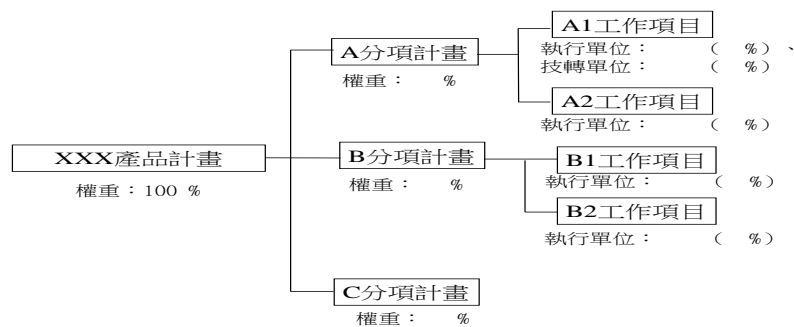 A1工作項目
執行單位：　　　(　%)、
技轉單位：　　　(　%)
A分項計畫
權重：　%
A2工作項目
執行單位：　　　(　%)
XXX產品計畫
權重：100 %
B分項計畫
權重：　%
B1工作項目
執行單位：　　　(　%)
B2工作項目
執行單位：　　　(　%)
C分項計畫
權重：　%